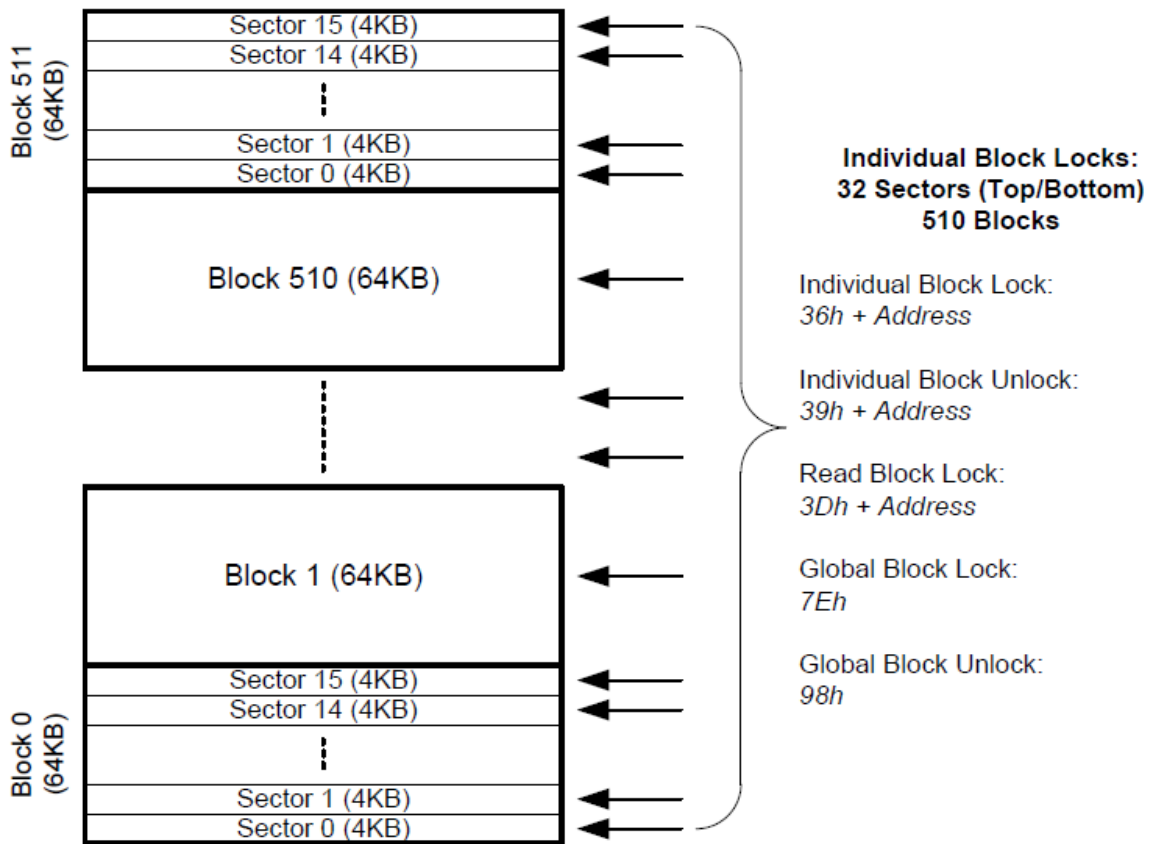 Block 511
(64KB)
Sector 15 (4KB)
Sector 14 (4KB)
Sector 1 (4KB)
Sector 0 (4KB)
Block 510 (64KB)
Block 1 (64KB)
Block 0
(64KB)
Sector 15 (4KB)
Sector 14 (4KB)
Sector 1 (4KB)
Sector 0 (4KB)
Individual Block Locks:
32 Sectors (Top/Bottom)
510 Blocks
Individual Block Lock:
36h + Address
Individual Block Unlock:
39h + Address
Read Block Lock:
3Dh + Address
Global Block Lock:
7Eh
Global Block Unlock:
98h